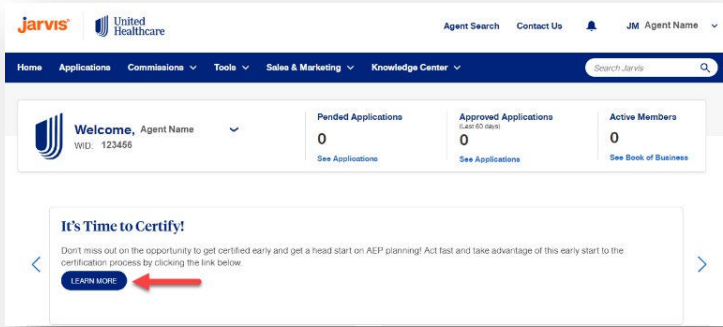 jarvis
United
Healthcare
Agent Search Contact Us JM Agent Name
Home Applications Commissions Tools Sales & Marketing Knowledge Center Search Jarvis
Welcome, Agent Name
WID: 123456
Pended Applications
0
See Applications
Approved Applications
(Last 60 days)
0
See Applications
Active Members
0
See Book of Business
It's Time to Certify!
Don't miss out on the opportunity to get certified early and get a head start on AEP planning! Act fast and take advantage of this early start to the
certification process by clicking the link below.
LEARN MORE